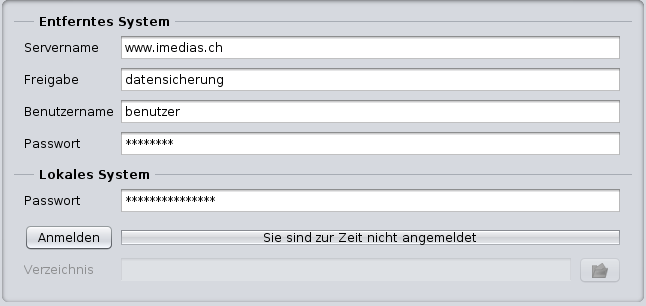 Entferntes System
Servername www.imedias.ch
Freigabe datensicherung
Benutzername benutzer
Passwort ********
Lokales System
Passwort ***************
Anmelden Sie sind zur Zeit nicht angemeldet
Verzeichnis